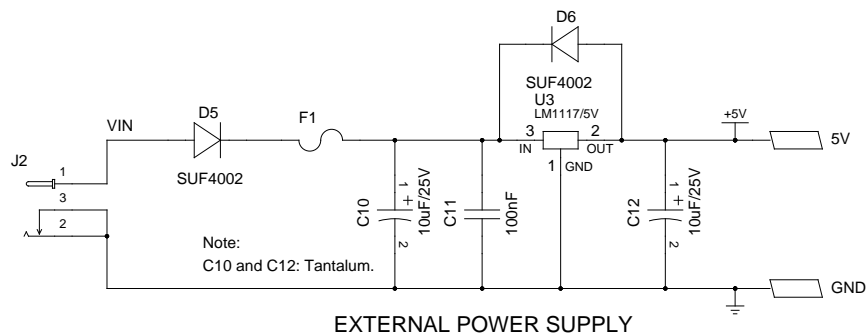 D6
SUF4002
U3
LM1117/5V
D5
F1
VIN
3
2
IN
OUT
1
GND
+5V
5V
J2
1
SUF4002
3
2
C10
1
+
10uF/25V
2
C11
100nF
C12
1
+
10uF/25V
2
Note:
C10 and C12: Tantalum.
GND
EXTERNAL POWER SUPPLY